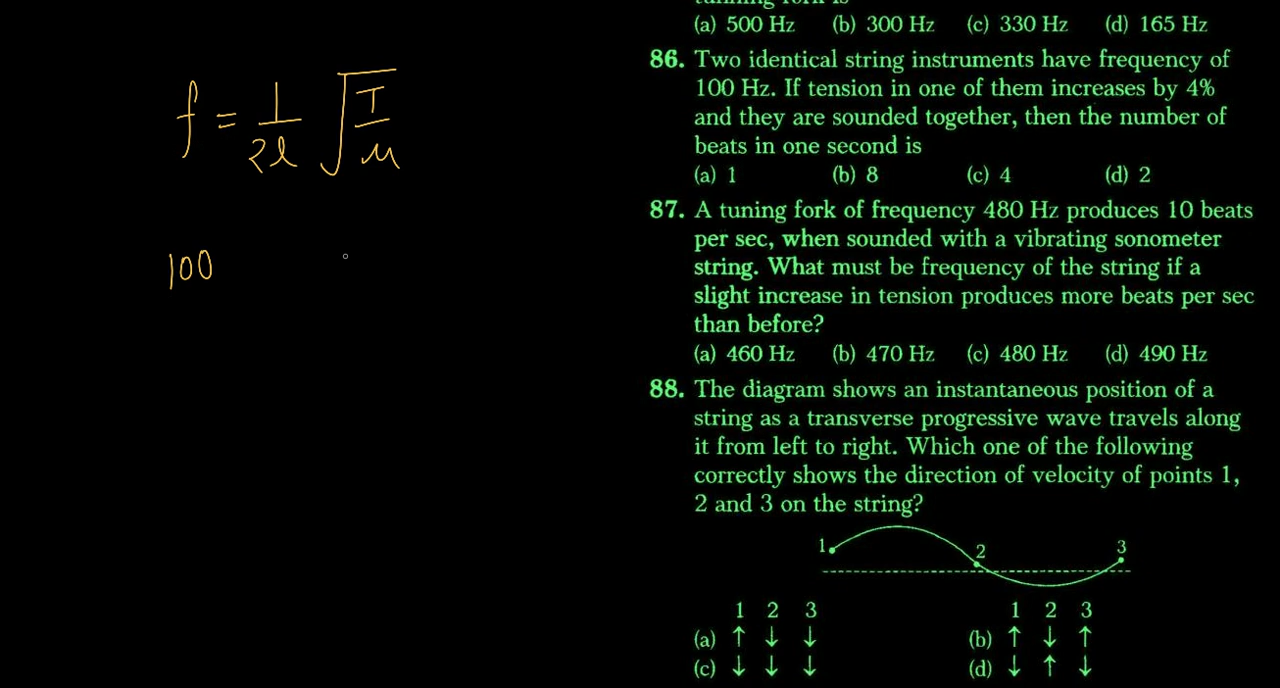 f = 1/2l √T/μ
100
(a) 500 Hz (b) 300 Hz (c) 330 Hz (d) 165 Hz
86. Two identical string instruments have frequency of
100 Hz. If tension in one of them increases by 4%
and they are sounded together, then the number of
beats in one second is
(a) 1 (b) 8 (c) 4 (d) 2
87. A tuning fork of frequency 480 Hz produces 10 beats
per sec, when sounded with a vibrating sonometer
string. What must be frequency of the string if a
slight increase in tension produces more beats per sec
than before?
(a) 460 Hz (b) 470 Hz (c) 480 Hz (d) 490 Hz
88. The diagram shows an instantaneous position of a
string as a transverse progressive wave travels along
it from left to right. Which one of the following
correctly shows the direction of velocity of points 1,
2 and 3 on the string?
1 2 3
1 2 3 1 2 3
(a) ↑ ↓ ↓ (b) ↑ ↓ ↑
(c) ↓ ↓ ↓ (d) ↓ ↑ ↓